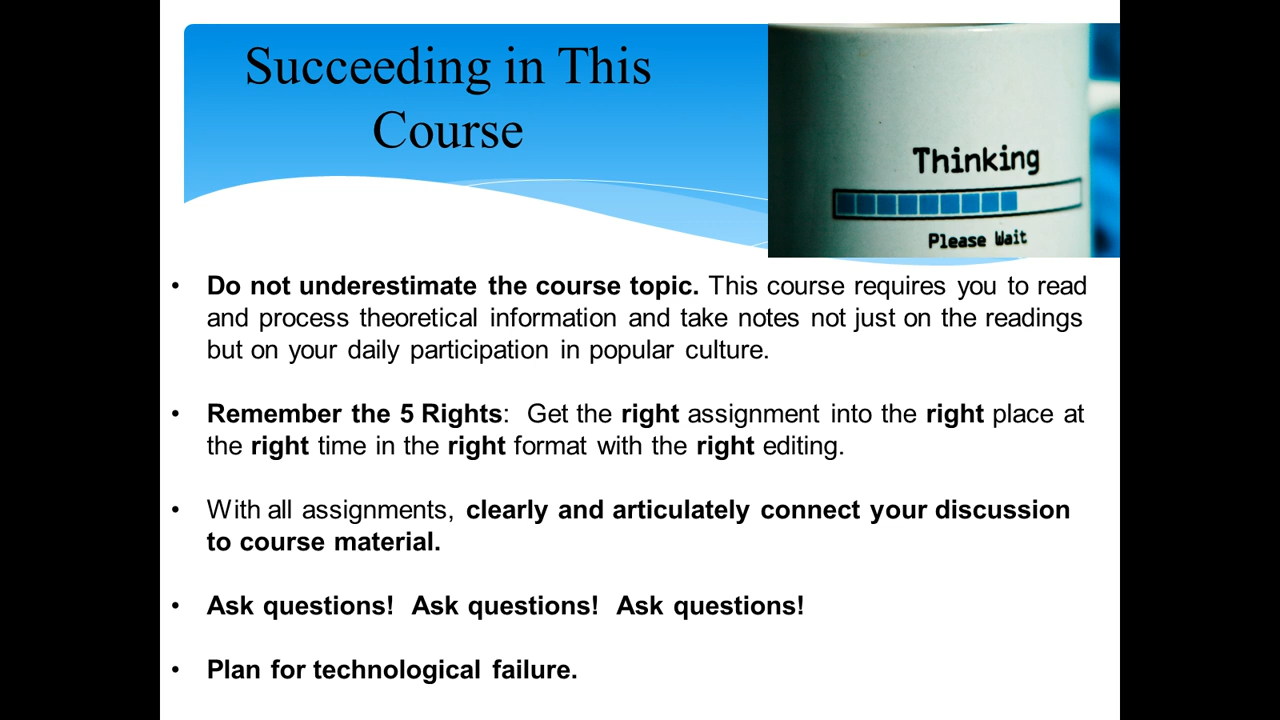 Succeeding in This
Course
Thinking
Please Wait
• Do not underestimate the course topic. This course requires you to read
and process theoretical information and take notes not just on the readings
but on your daily participation in popular culture.
• Remember the 5 Rights:  Get the right assignment into the right place at
the right time in the right format with the right editing.
• With all assignments, clearly and articulately connect your discussion
to course material.
• Ask questions!  Ask questions!  Ask questions!
• Plan for technological failure.